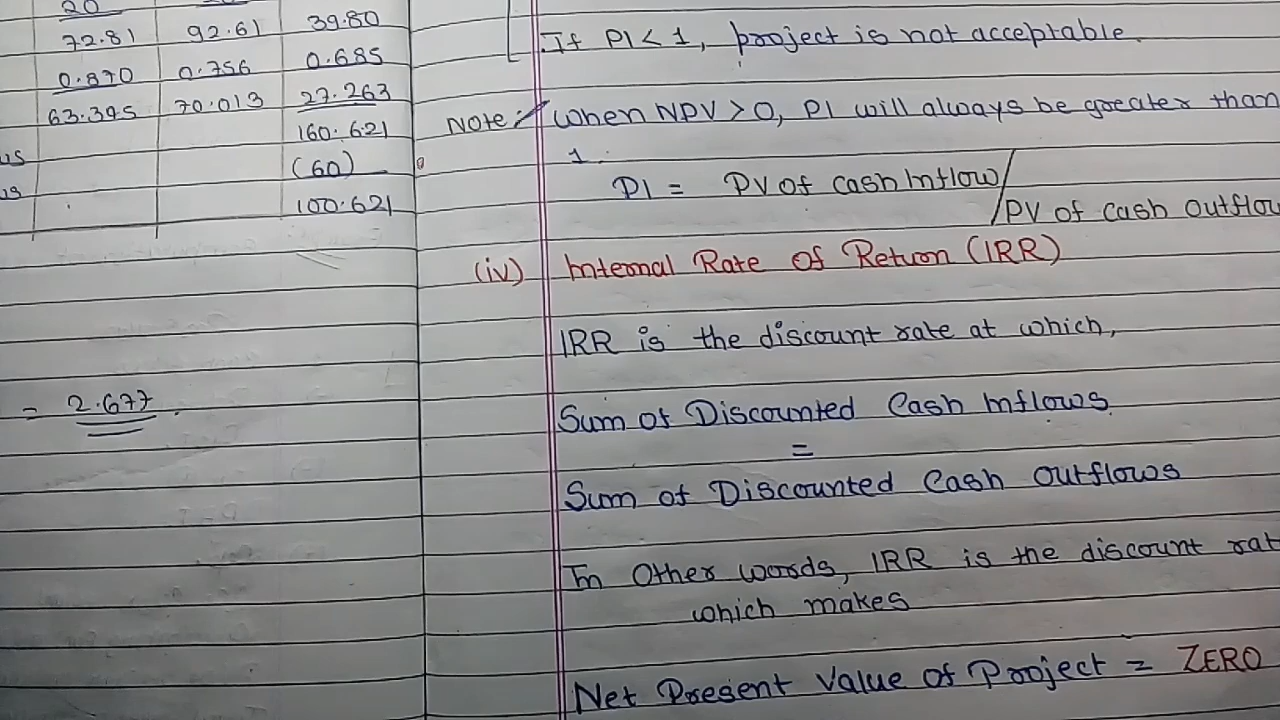 20
72.81 92.61 39.80
0.870 0.756 0.685
63.395 70.013 27.263
160.621
us (60)
100.621
= 2.677
If PI < 1, project is not acceptable.
Note:- When NPV > 0, PI will always be greater than
1.
PI = PV of cash Inflow /
PV of cash outflow
(iv) Internal Rate Of Return (IRR)
IRR is the discount rate at which,
Sum of Discounted Cash Inflows
=
Sum of Discounted Cash Outflows
In Other words, IRR is the discount rat
which makes
Net Present Value of Project = ZERO